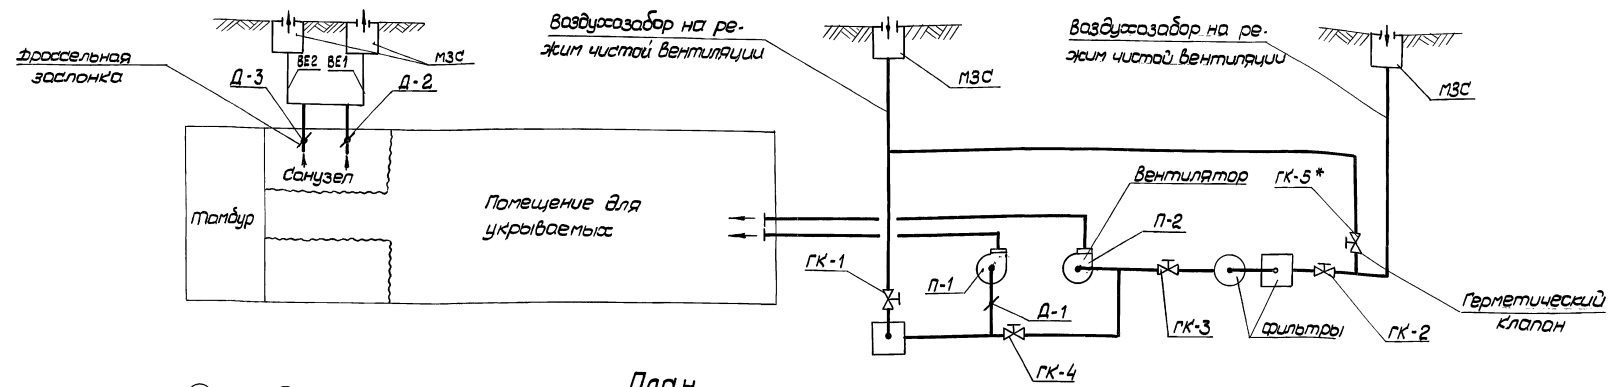 Дроссельная
заслонка
Д-3
ВЕ2
ВЕ1
МЗС
Д-2
Санузел
Тамбур
Помещение для
укрываемых
Воздухозабор на ре-
жим чистой вентиляции
МЗС
Воздухозабор на ре-
жим чистой вентиляции
МЗС
Вентилятор
ГК-5*
П-2
ГК-1
П-1
Д-1
ГК-3
Фильтры
ГК-2
Герметический
клапан
ГК-4
План